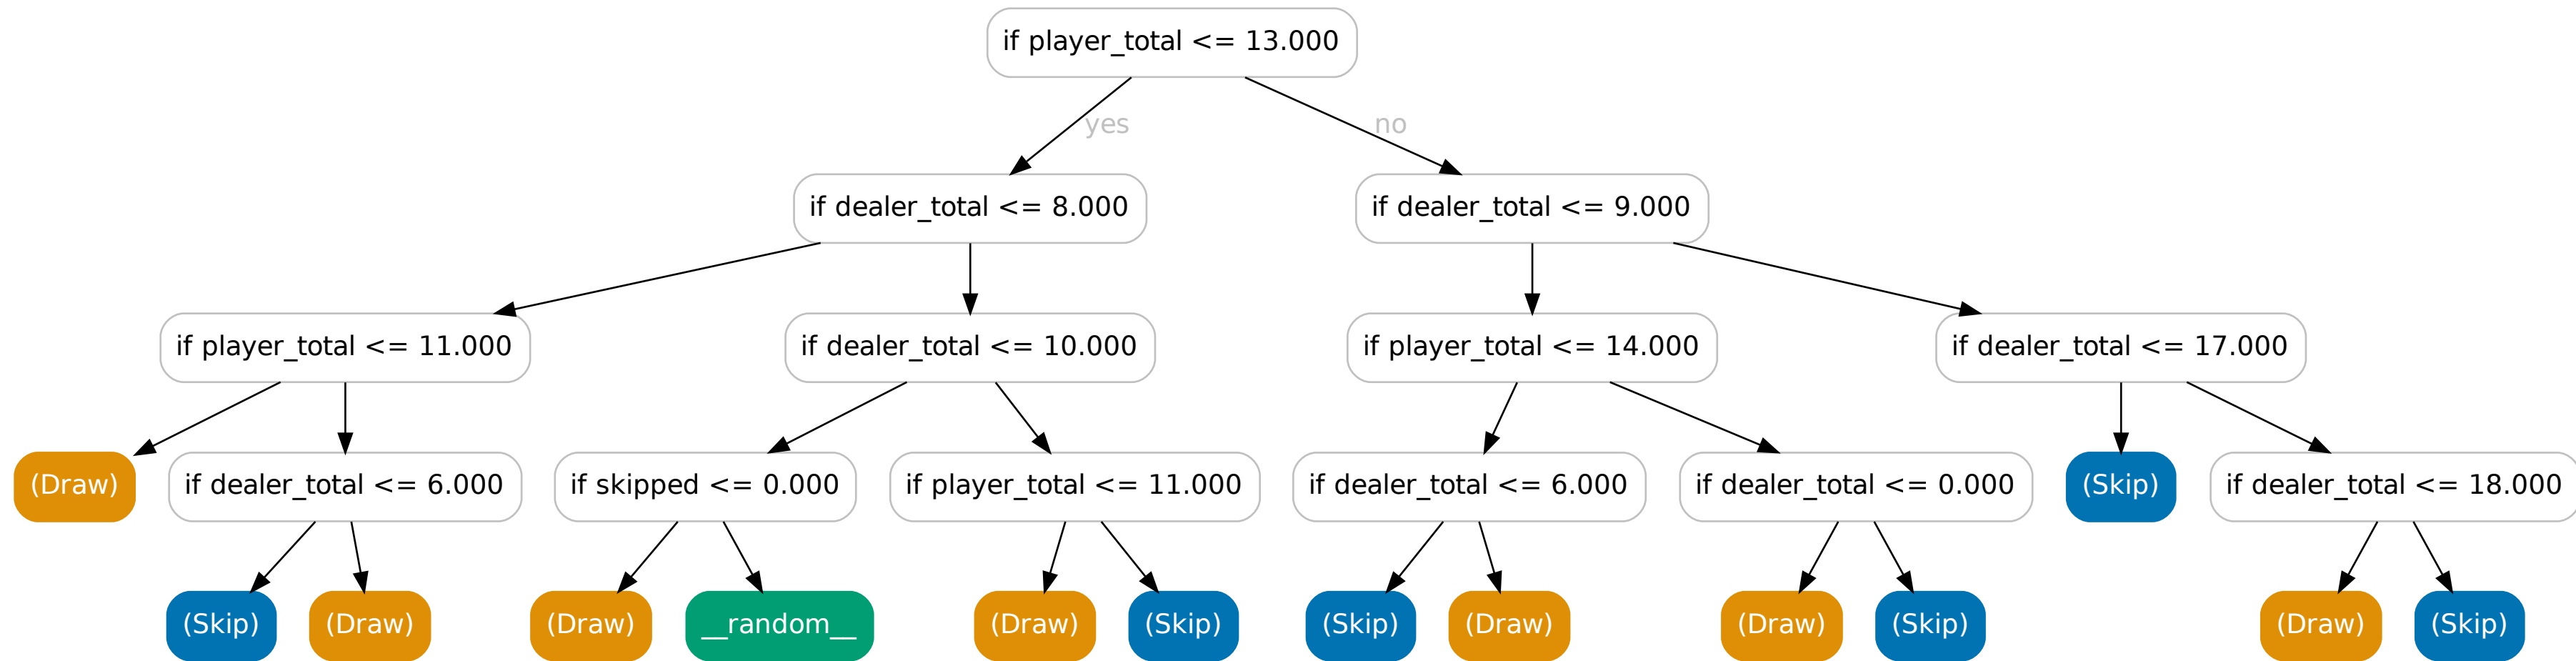 if player_total <= 13.000
yes
no
if dealer_total <= 8.000
if dealer_total <= 9.000
if player_total <= 11.000
if dealer_total <= 10.000
if player_total <= 14.000
if dealer_total <= 17.000
(Draw)
if dealer_total <= 6.000
if skipped <= 0.000
if player_total <= 11.000
if dealer_total <= 6.000
if dealer_total <= 0.000
(Skip)
if dealer_total <= 18.000
(Skip)
(Draw)
(Draw)
__random__
(Draw)
(Skip)
(Skip)
(Draw)
(Draw)
(Skip)
(Draw)
(Skip)